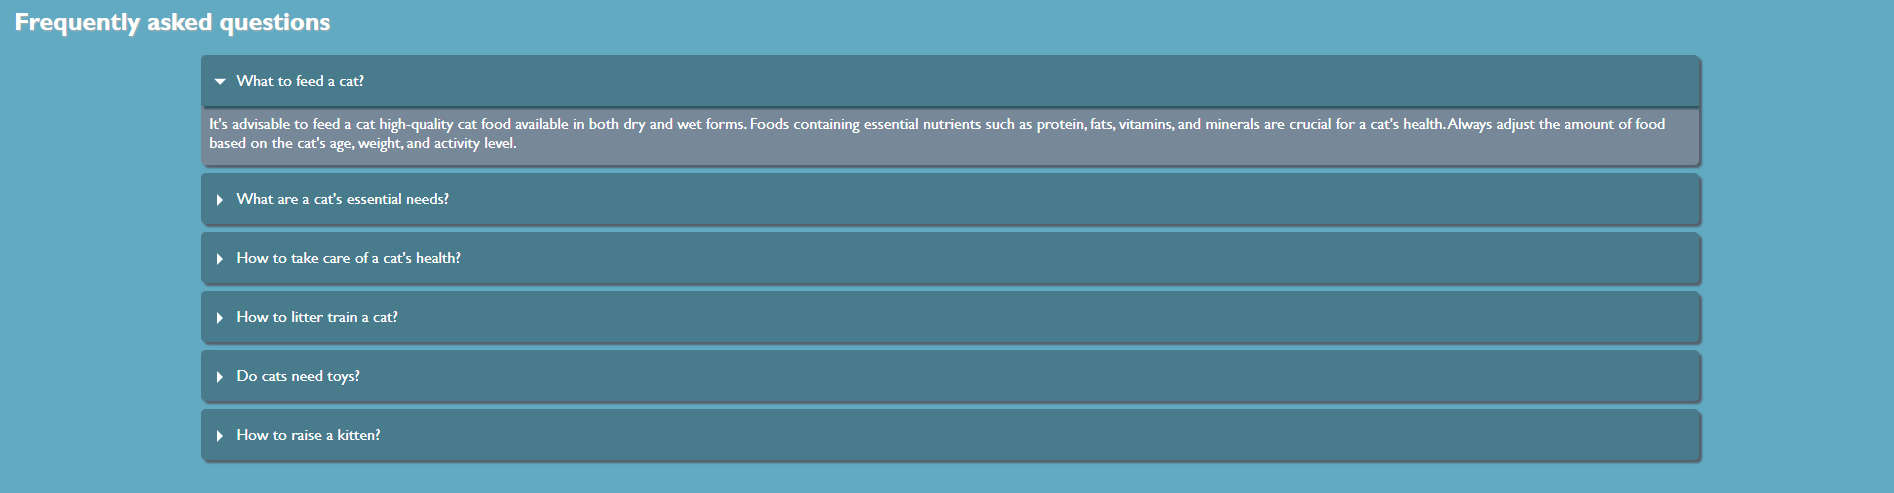 Frequently asked questions
What to feed a cat?
It's advisable to feed a cat high-quality cat food available in both dry and wet forms. Foods containing essential nutrients such as protein, fats, vitamins, and minerals are crucial for a cat's health. Always adjust the amount of food
based on the cat's age, weight, and activity level.
What are a cat's essential needs?
How to take care of a cat's health?
How to litter train a cat?
Do cats need toys?
How to raise a kitten?